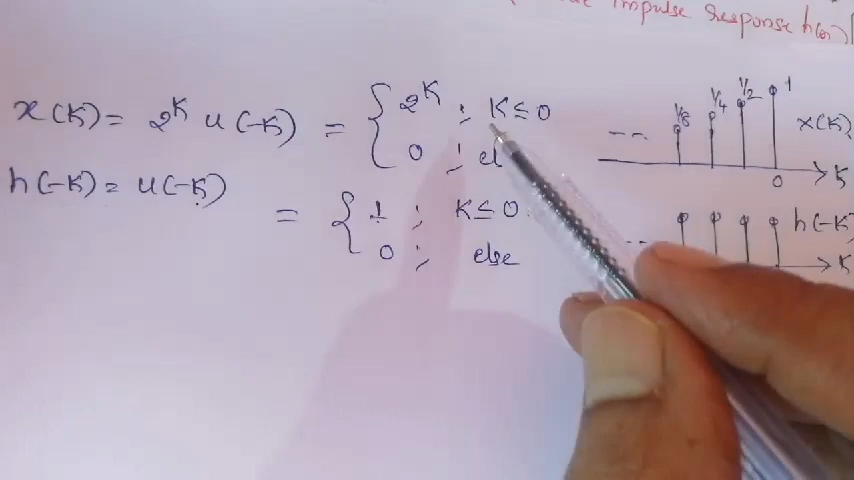 impulse Response h(n)
x(k) = 2^k u(-k) = { 2^k ; k ≤ 0
0 ; el
h(-k) = u(-k)
= { 1 ; k ≤ 0
0 ; else
1/8 1/4 1/2 1
-- x(k)
0 k
-- h(-k)
k